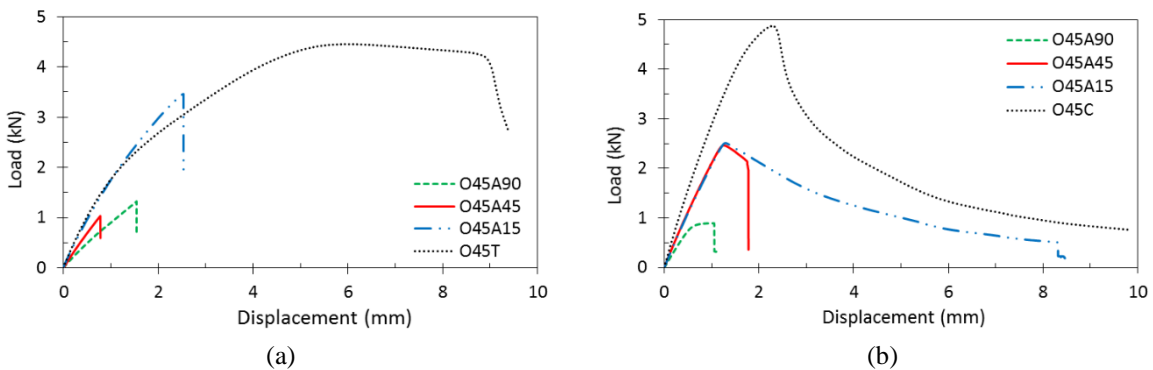 5
4
3
2
1
0
Load (kN)
O45A90
O45A45
O45A15
O45T
0 2 4 6 8 10
Displacement (mm)
(a)
5
4
3
2
1
0
Load (kN)
O45A90
O45A45
O45A15
O45C
0 2 4 6 8 10
Displacement (mm)
(b)